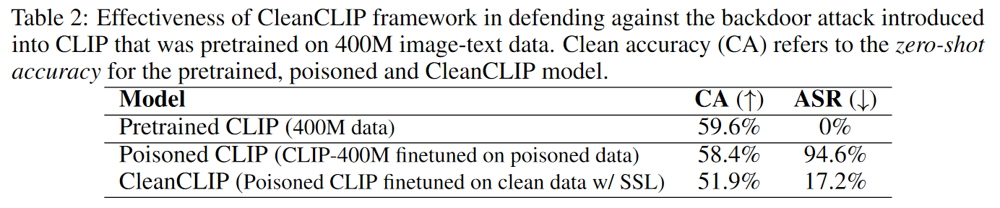 Table 2: Effectiveness of CleanCLIP framework in defending against the backdoor attack introduced
into CLIP that was pretrained on 400M image-text data. Clean accuracy (CA) refers to the zero-shot
accuracy for the pretrained, poisoned and CleanCLIP model.
Model CA (↑) ASR (↓)
Pretrained CLIP (400M data) 59.6% 0%
Poisoned CLIP (CLIP-400M finetuned on poisoned data) 58.4% 94.6%
CleanCLIP (Poisoned CLIP finetuned on clean data w/ SSL) 51.9% 17.2%